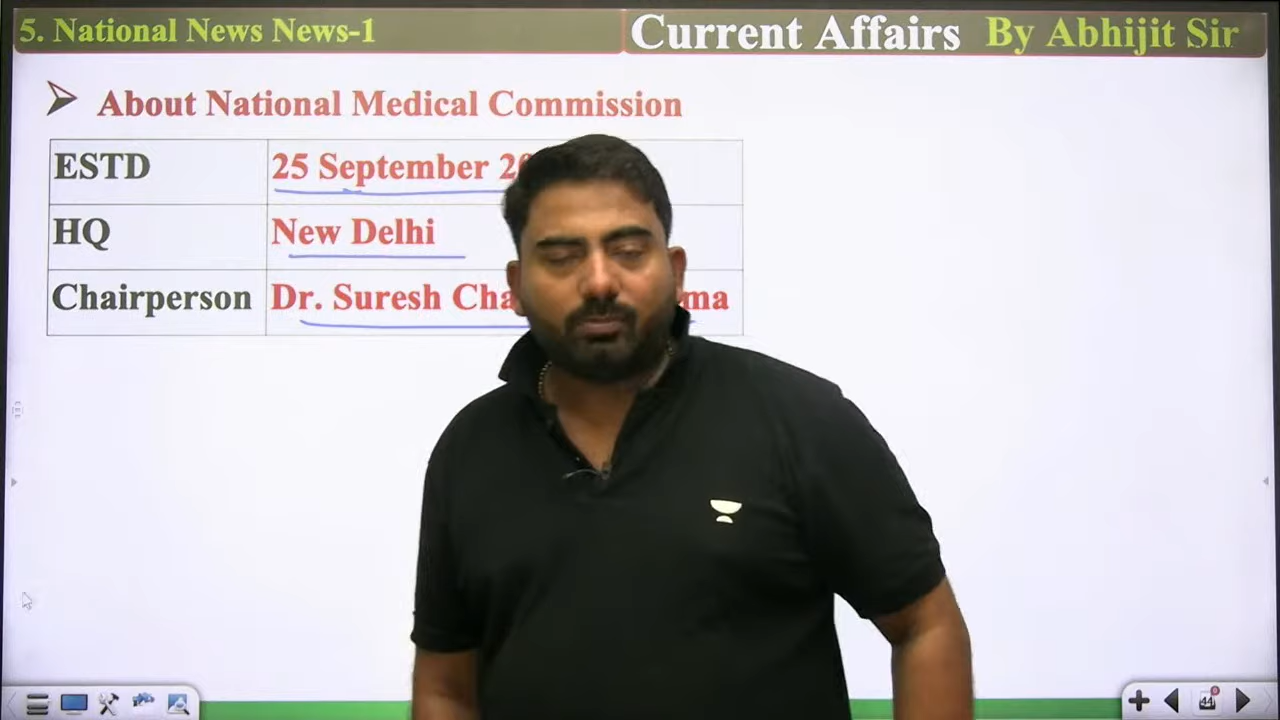 5. National News News-1
Current Affairs By Abhijit Sir
About National Medical Commission
ESTD 25 September
HQ New Delhi
Chairperson Dr. Suresh
44